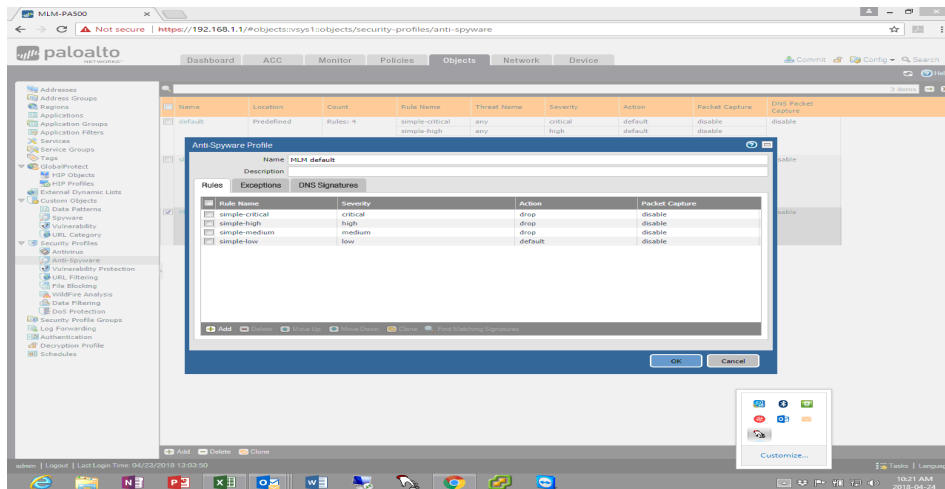 MLM-PA500
Not secure | https://192.168.1.1/#objects::vsys1::objects/security-profiles/anti-spyware
paloalto
NETWORKS
Dashboard ACC Monitor Policies Objects Network Device
Commit Config Search
Help
3 items
Addresses
Address Groups
Regions
Applications
Application Groups
Application Filters
Services
Service Groups
Tags
GlobalProtect
HIP Objects
HIP Profiles
External Dynamic Lists
Custom Objects
Data Patterns
Spyware
Vulnerability
URL Category
Security Profiles
Antivirus
Anti-Spyware
Vulnerability Protection
URL Filtering
File Blocking
WildFire Analysis
Data Filtering
DoS Protection
Security Profile Groups
Log Forwarding
Authentication
Decryption Profile
Schedules
Name Location Count Rule Name Threat Name Severity Action Packet Capture DNS Packet Capture
default Predefined Rules: 4 simple-critical any critical default disable disable
simple-high any high default disable
Anti-Spyware Profile
Name MLM default
Description
Rules Exceptions DNS Signatures
Rule Name Severity Action Packet Capture
simple-critical critical drop disable
simple-high high drop disable
simple-medium medium drop disable
simple-low low default disable
Add Delete Move Up Move Down Clone Find Matching Signatures
OK Cancel
Customize...
Add Delete Clone
admin | Logout | Last Login Time: 04/23/2018 13:03:50
Tasks | Language
10:21 AM
2018-04-24